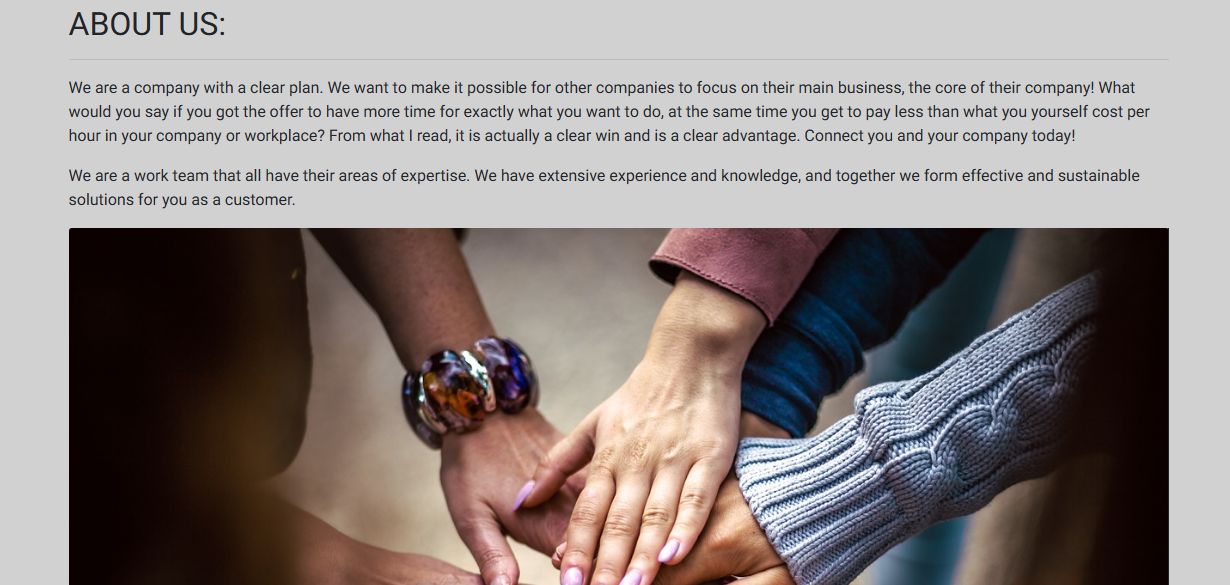 ABOUT US:
We are a company with a clear plan. We want to make it possible for other companies to focus on their main business, the core of their company! What
would you say if you got the offer to have more time for exactly what you want to do, at the same time you get to pay less than what you yourself cost per
hour in your company or workplace? From what I read, it is actually a clear win and is a clear advantage. Connect you and your company today!
We are a work team that all have their areas of expertise. We have extensive experience and knowledge, and together we form effective and sustainable
solutions for you as a customer.